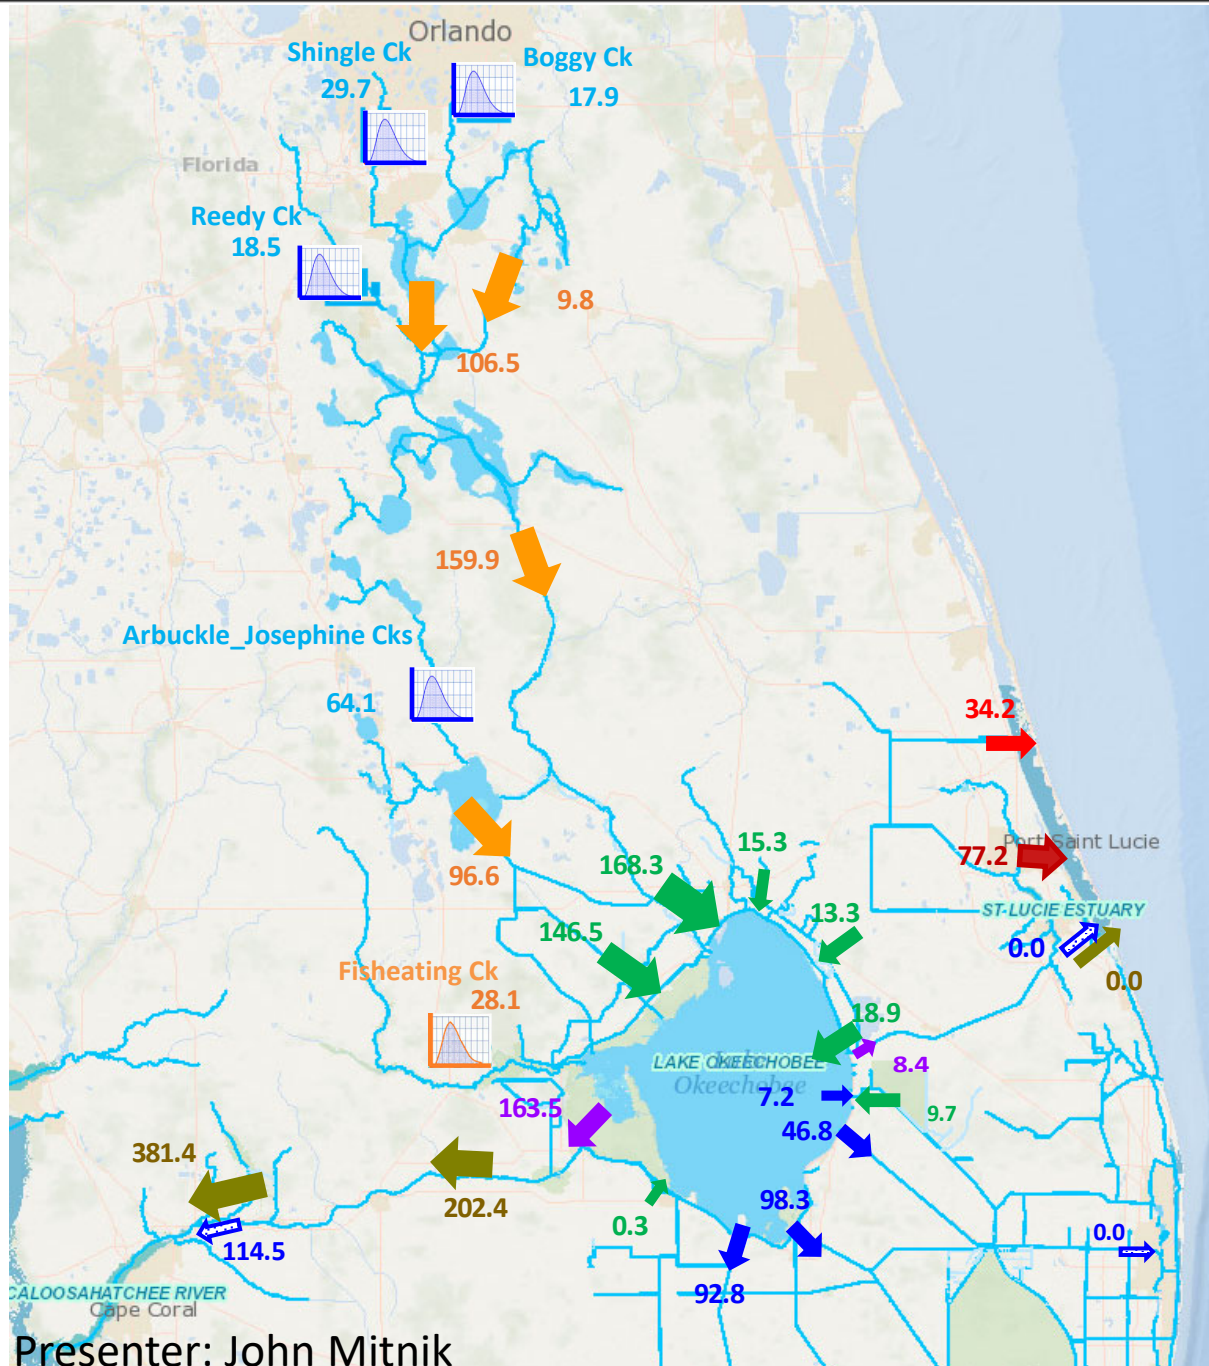 Orlando
Shingle Ck
29.7
Boggy Ck
17.9
Florida
Reedy Ck
18.5
9.8
106.5
159.9
Arbuckle_Josephine Cks
64.1
34.2
96.6
168.3
15.3
77.2
Port Saint Lucie
146.5
13.3
ST-LUCIE ESTUARY
0.0
0.0
Fisheating Ck
28.1
18.9
LAKE OKEECHOBEE
8.4
Okeechobee
7.2
163.5
9.7
46.8
381.4
202.4
98.3
0.3
0.0
114.5
92.8
CALOOSAHATCHEE RIVER
Cape Coral
Presenter: John Mitnik